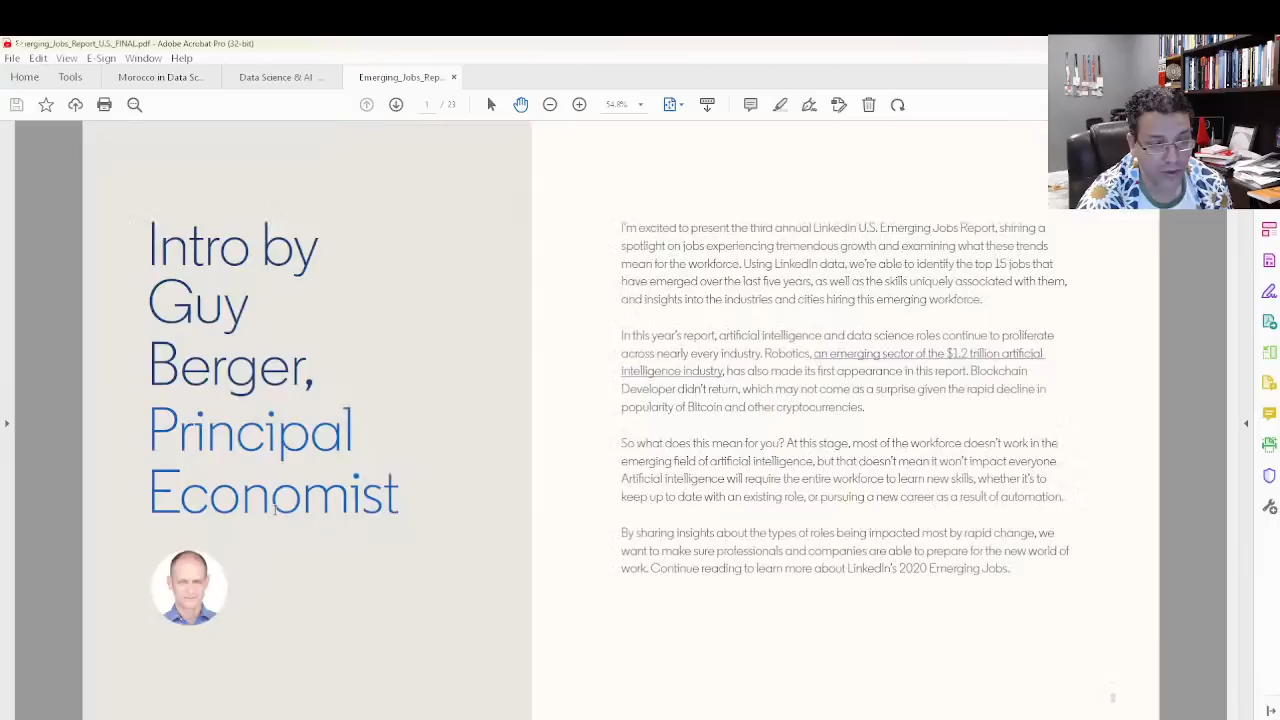 Emerging_Jobs_Report_U.S._FINAL.pdf - Adobe Acrobat Pro (32-bit)
File Edit View E-Sign Window Help
Home Tools Morocco in Data Sc... Data Science & AI ... Emerging_Jobs_Rep...
1 / 23 54.8%
Intro by
Guy
Berger,
Principal
Economist
I'm excited to present the third annual LinkedIn U.S. Emerging Jobs Report, shining a
spotlight on jobs experiencing tremendous growth and examining what these trends
mean for the workforce. Using LinkedIn data, we're able to identify the top 15 jobs that
have emerged over the last five years, as well as the skills uniquely associated with them,
and insights into the industries and cities hiring this emerging workforce.
In this year's report, artificial intelligence and data science roles continue to proliferate
across nearly every industry. Robotics, an emerging sector of the $1.2 trillion artificial
intelligence industry, has also made its first appearance in this report. Blockchain
Developer didn't return, which may not come as a surprise given the rapid decline in
popularity of Bitcoin and other cryptocurrencies.
So what does this mean for you? At this stage, most of the workforce doesn't work in the
emerging field of artificial intelligence, but that doesn't mean it won't impact everyone.
Artificial intelligence will require the entire workforce to learn new skills, whether it's to
keep up to date with an existing role, or pursuing a new career as a result of automation.
By sharing insights about the types of roles being impacted most by rapid change, we
want to make sure professionals and companies are able to prepare for the new world of
work. Continue reading to learn more about LinkedIn's 2020 Emerging Jobs.